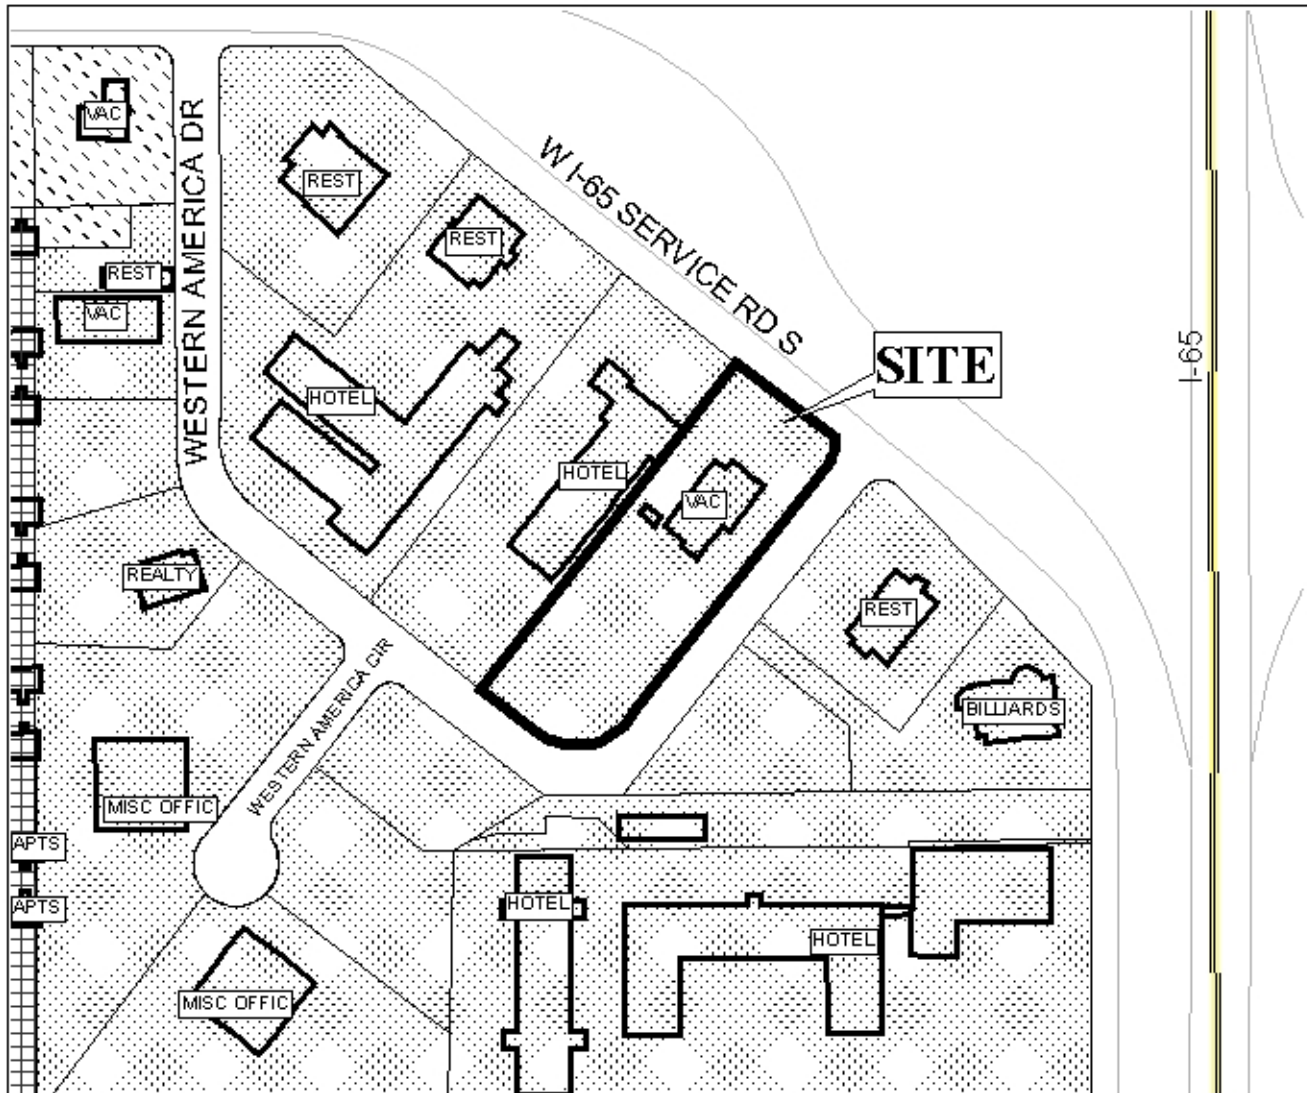 VAC
WESTERN AMERICA DR
REST
W I-65 SERVICE RD S
REST
REST
VAC
I-65
SITE
HOTEL
HOTEL
VAC
REALTY
REST
WESTERN AMERICA CIR
BILLIARDS
MISC OFFIC
APTS
APTS
HOTEL
HOTEL
MISC OFFIC